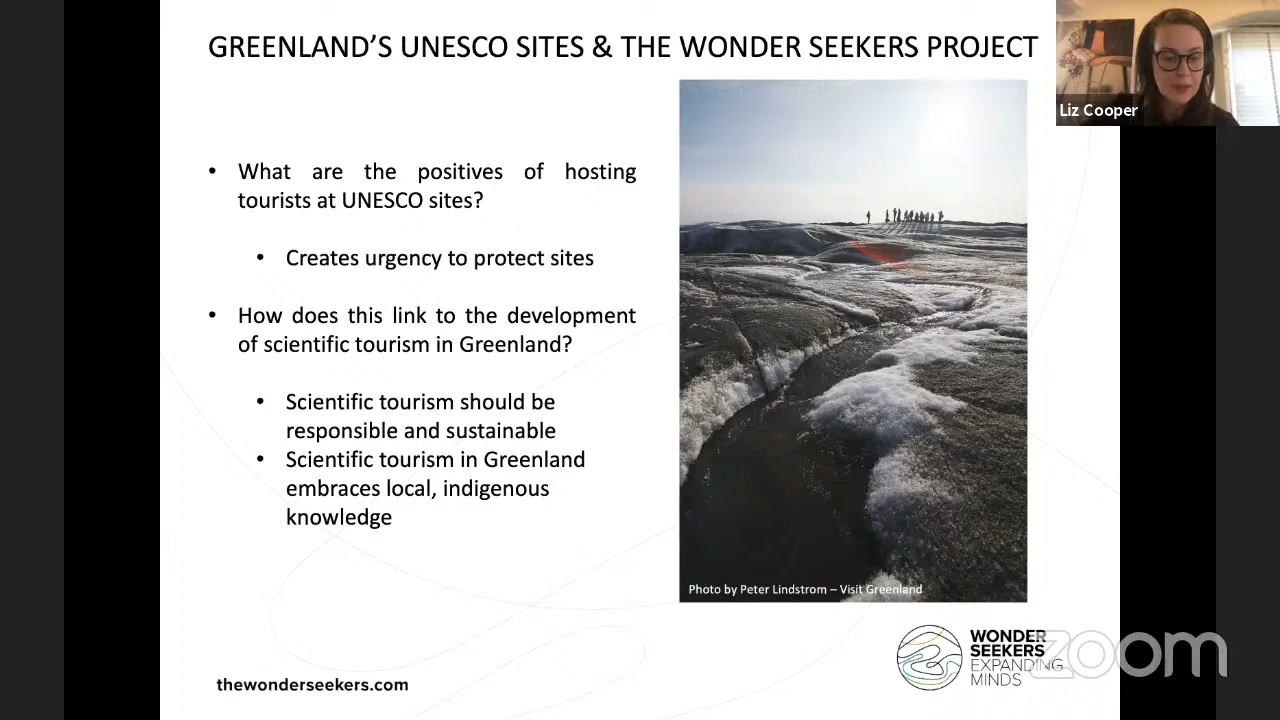 GREENLAND’S UNESCO SITES & THE WONDER SEEKERS PROJECT
Liz Cooper
• What are the positives of hosting
tourists at UNESCO sites?
• Creates urgency to protect sites
• How does this link to the development
of scientific tourism in Greenland?
• Scientific tourism should be
responsible and sustainable
• Scientific tourism in Greenland
embraces local, indigenous
knowledge
Photo by Peter Lindstrom – Visit Greenland
WONDER
SEEKERS
EXPANDING
MINDS
zoom
thewonderseekers.com